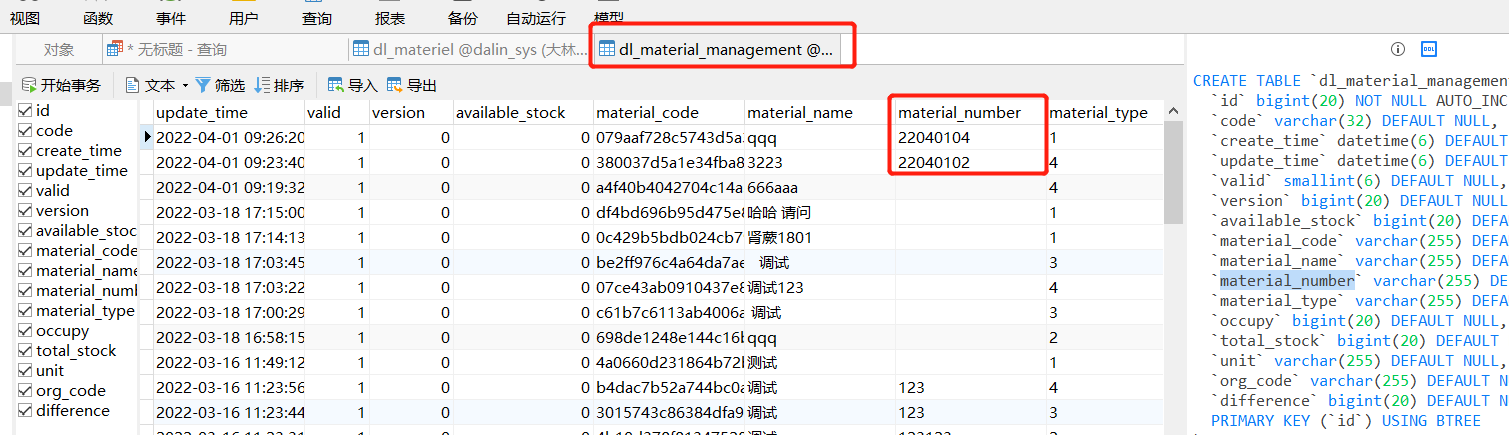 视图 函数 事件 用户 查询 报表 备份 自动运行 模型
对象 * 无标题 - 查询 dl_materiel @dalin_sys (大林... dl_material_management @...
开始事务 文本 筛选 排序 导入 导出
id
code
create_time
update_time
valid
version
available_stoc
material_code
material_name
material_numb
material_type
occupy
total_stock
unit
org_code
difference
update_time valid version available_stock material_code material_name material_number material_type
2022-04-01 09:26:20 1 0 0 079aaf728c5743d5a qqq 22040104 1
2022-04-01 09:23:40 1 0 0 380037d5a1e34fba8 3223 22040102 4
2022-04-01 09:19:32 1 0 0 a4f40b4042704c14a 666aaa 4
2022-03-18 17:15:00 1 0 0 df4bd696b95d475e8 哈哈 请问 1
2022-03-18 17:14:13 1 0 0 0c429b5bdb024cb7 肾蕨1801 1
2022-03-18 17:03:45 1 0 0 be2ff976c4a64da7ae 调试 3
2022-03-18 17:03:22 1 0 0 07ce43ab0910437e8 调试123 4
2022-03-18 17:00:29 1 0 0 c61b7c6113ab4006a 调试 3
2022-03-18 16:58:15 1 0 0 698de1248e144c16b qqq 2
2022-03-16 11:49:12 1 0 0 4a0660d231864b72b 测试 1
2022-03-16 11:23:56 1 0 0 b4dac7b52a744bc0a 调试 123 4
2022-03-16 11:23:44 1 0 0 3015743c86384dfa9 调试 123 3
DDL
CREATE TABLE `dl_material_management
`id` bigint(20) NOT NULL AUTO_INC
`code` varchar(32) DEFAULT NULL,
`create_time` datetime(6) DEFAULT
`update_time` datetime(6) DEFAULT
`valid` smallint(6) DEFAULT NULL,
`version` bigint(20) DEFAULT NULL
`available_stock` bigint(20) DEFA
`material_code` varchar(255) DEFA
`material_name` varchar(255) DEFA
`material_number` varchar(255) DE
`material_type` varchar(255) DEFA
`occupy` bigint(20) DEFAULT NULL,
`total_stock` bigint(20) DEFAULT
`unit` varchar(255) DEFAULT NULL,
`org_code` varchar(255) DEFAULT N
`difference` bigint(20) DEFAULT N
PRIMARY KEY (`id`) USING BTREE